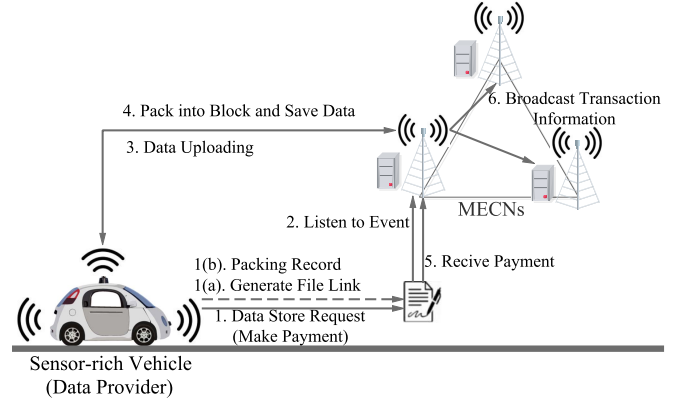 6. Broadcast Transaction
Information
4. Pack into Block and Save Data
3. Data Uploading
MECNs
2. Listen to Event
1(b). Packing Record
5. Recive Payment
1(a). Generate File Link
1. Data Store Request
(Make Payment)
Sensor-rich Vehicle
(Data Provider)